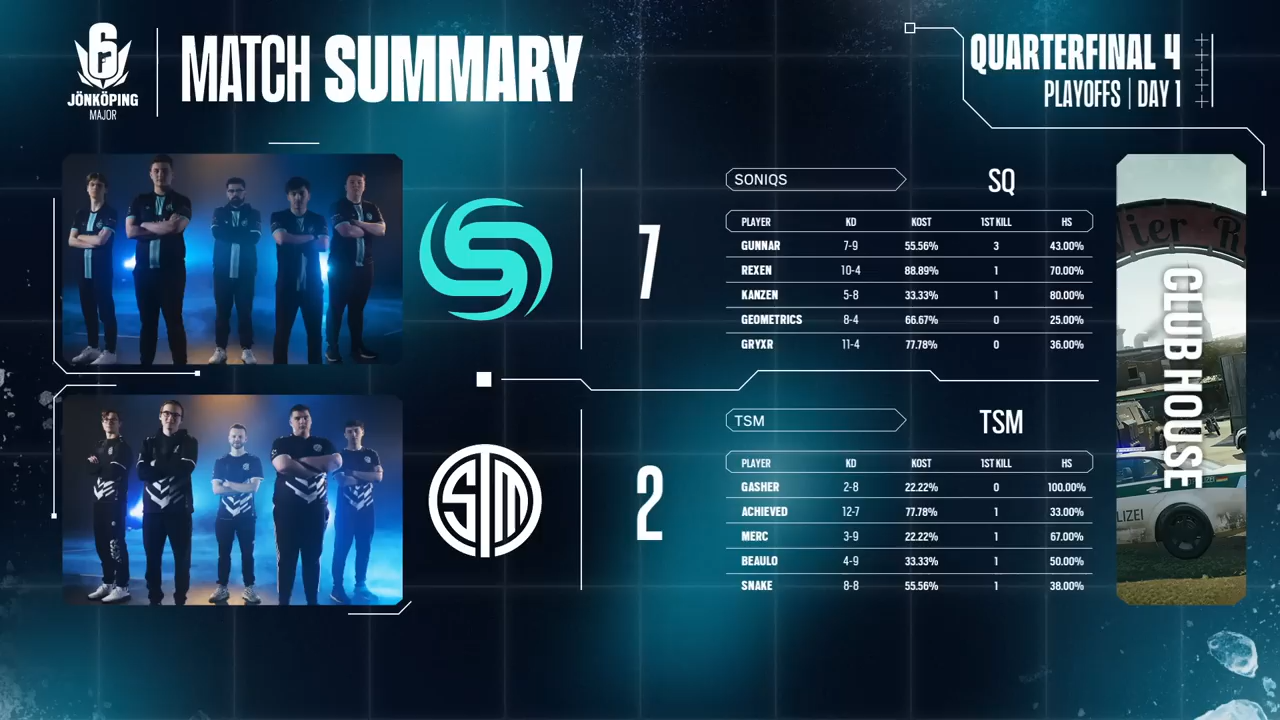 6
JÖNKÖPING
MAJOR
MATCH SUMMARY
QUARTERFINAL 4
PLAYOFFS | DAY 1
7
SONIQS SQ
PLAYER KD KOST 1ST KILL HS
GUNNAR 7-9 55.56% 3 43.00%
REXEN 10-4 88.89% 1 70.00%
KANZEN 5-8 33.33% 1 80.00%
GEOMETRICS 8-4 66.67% 0 25.00%
GRYXR 11-4 77.78% 0 36.00%
TSM
2
TSM TSM
PLAYER KD KOST 1ST KILL HS
GASHER 2-8 22.22% 0 100.00%
ACHIEVED 12-7 77.78% 1 33.00%
MERC 3-9 22.22% 1 67.00%
BEAULO 4-9 33.33% 1 50.00%
SNAKE 8-8 55.56% 1 38.00%
Vier R
CLUB HOUSE
LIZEI